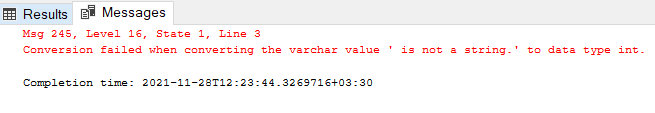 Results Messages
Msg 245, Level 16, State 1, Line 3
Conversion failed when converting the varchar value ' is not a string.' to data type int.
Completion time: 2021-11-28T12:23:44.3269716+03:30